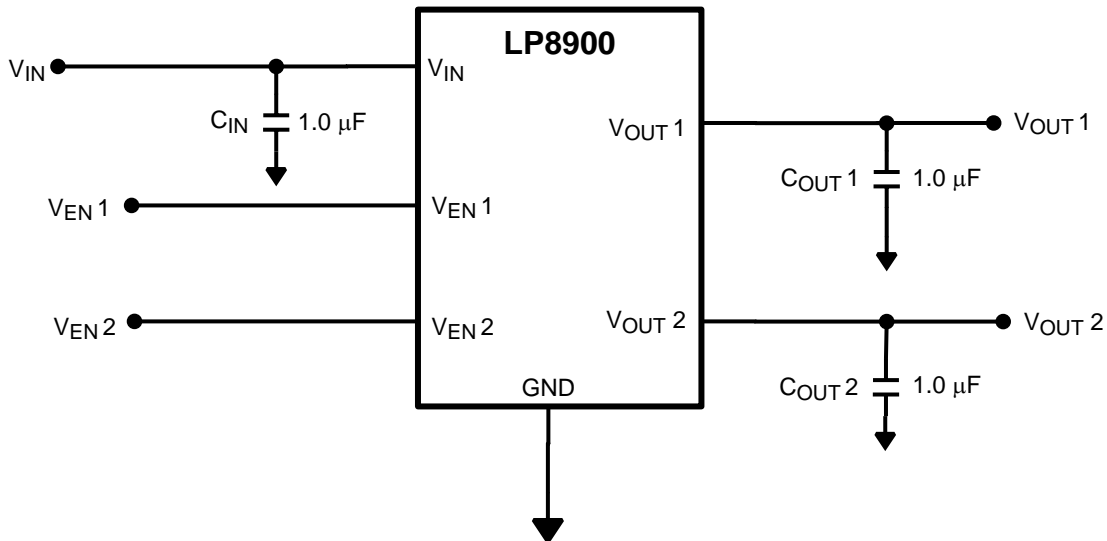 LP8900
VIN
VIN
CIN 1.0 μF
VOUT 1
VOUT 1
COUT 1 1.0 μF
VEN 1
VEN 1
VEN 2
VEN 2
VOUT 2
VOUT 2
COUT 2 1.0 μF
GND